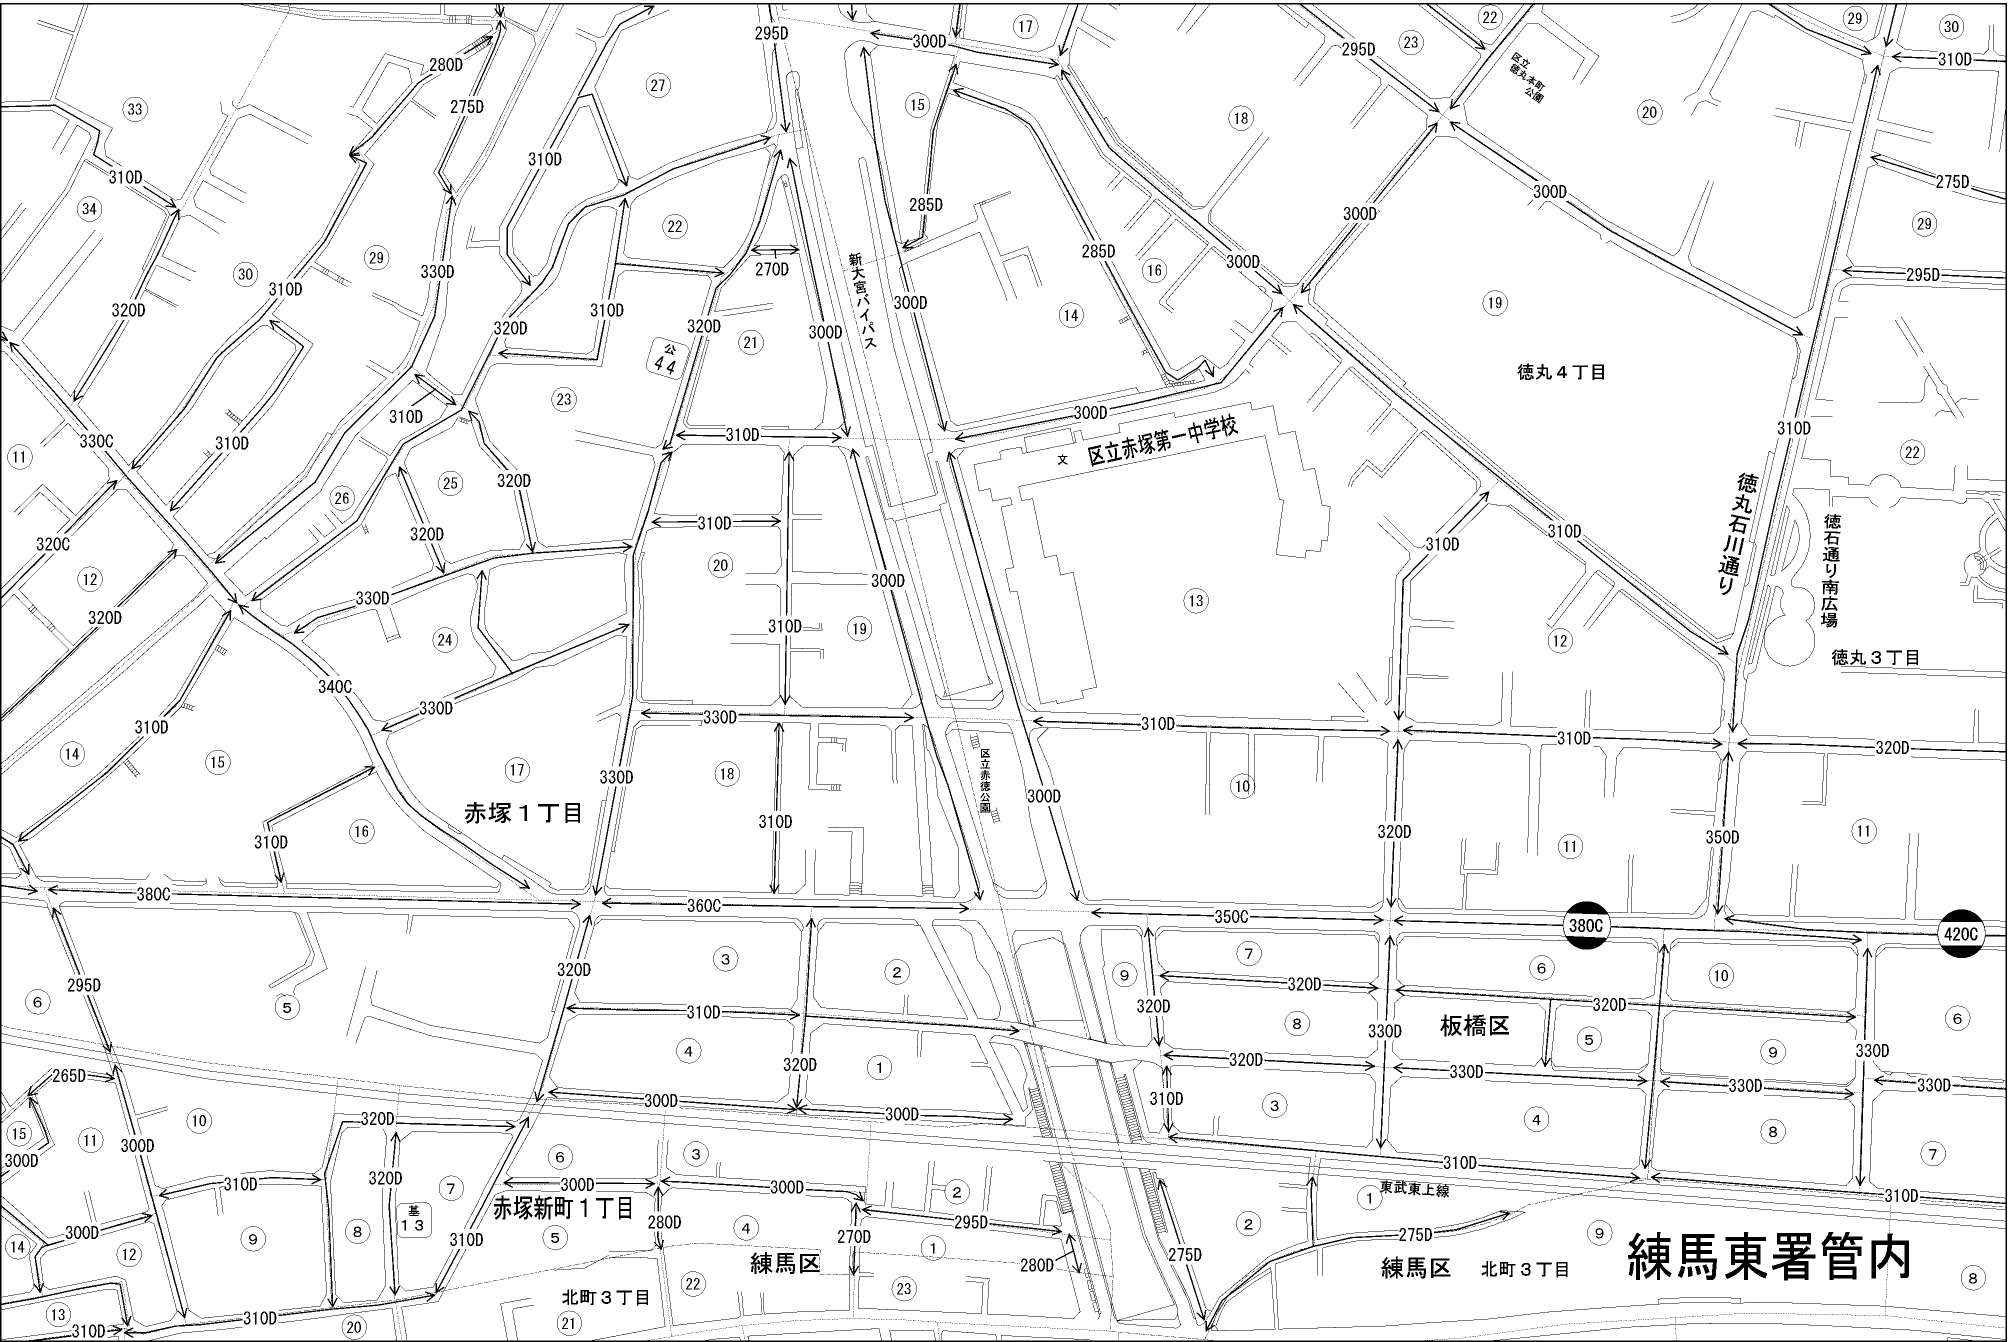 295D
300D
17
22
29
30
23
295D
280D
310D
27
275D
15
区立
徳丸本町
公園
33
18
20
310D
310D
275D
34
285D
300D
300D
22
29
29
285D
270D
新大宮バイパス
16
300D
30
330D
295D
310D
300D
310D
14
19
320D
320D
320D
300D
公
44
21
徳丸4丁目
23
310D
300D
区立赤塚第一中学校
文
310D
330C
310D
310D
11
22
25
320D
26
徳丸石川通り
徳石通り南広場
310D
320D
310D
310D
320C
20
12
300D
330D
13
320D
310D
19
24
12
徳丸3丁目
340C
330D
330D
310D
310D
310D
14
320D
区立赤徳公園
15
17
330D
18
10
300D
赤塚1丁目
16
310D
310D
320D
350D
11
11
380C
360C
350C
380C
420C
3
7
2
9
6
10
320D
295D
320D
6
5
310D
320D
320D
6
8
板橋区
330D
5
4
9
330D
320D
1
320D
265D
330D
330D
330D
300D
300D
310D
3
4
10
320D
15
11
300D
8
6
3
7
300D
310D
320D
310D
300D
300D
7
東武東上線
1
310D
2
赤塚新町1丁目
基
13
280D
295D
2
8
9
300D
310D
5
4
270D
1
275D
275D
9
14
12
練馬区
280D
練馬区
北町3丁目
練馬東署管内
22
23
8
北町3丁目
13
310D
310D
20
21